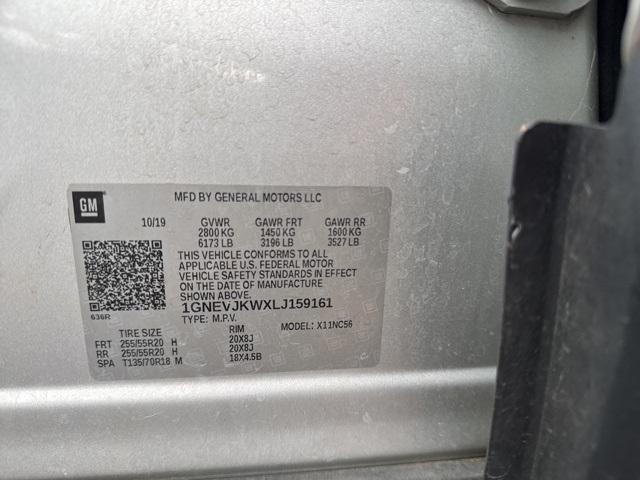 GM
MFD BY GENERAL MOTORS LLC
10/19 GVWR GAWR FRT GAWR RR
2800 KG 1450 KG 1600 KG
6173 LB 3196 LB 3527 LB
THIS VEHICLE CONFORMS TO ALL
APPLICABLE U.S. FEDERAL MOTOR
VEHICLE SAFETY STANDARDS IN EFFECT
ON THE DATE OF MANUFACTURE
SHOWN ABOVE.
636R
1GNEVJKWXLJ159161
TYPE: M.P.V.
TIRE SIZE RIM MODEL: X11NC56
FRT 255/55R20 H 20X8J
RR 255/55R20 H 20X8J
SPA T135/70R18 M 18X4.5B